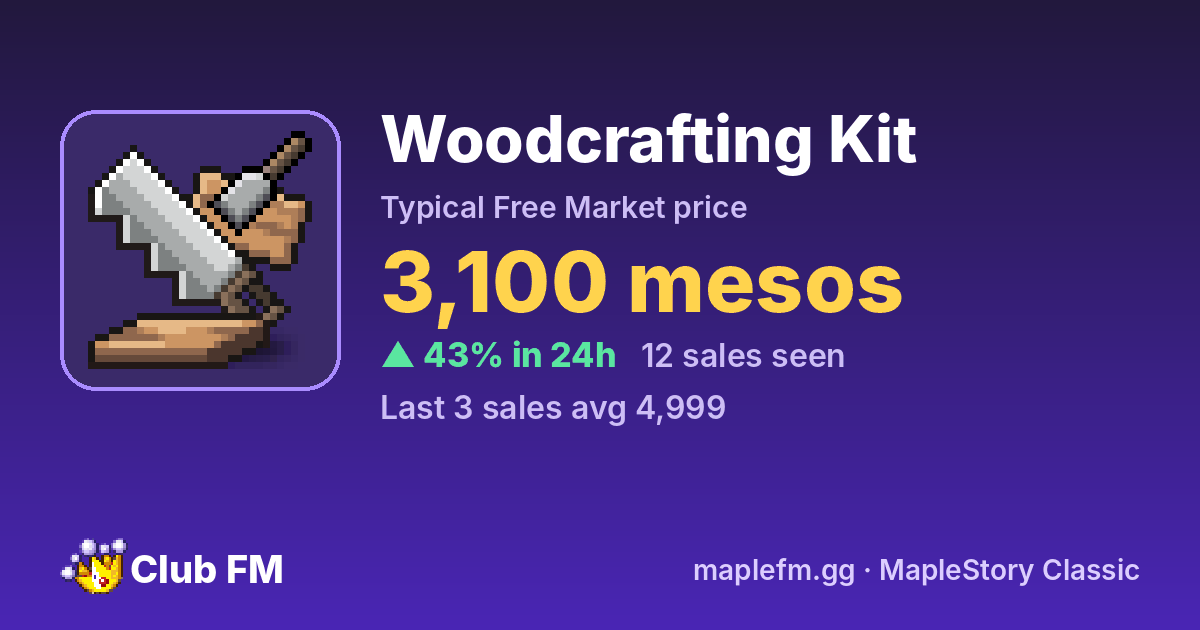 Woodcrafting Kit
Typical Free Market price
3,100 mesos
▲ 43% in 24h 12 sales seen
Last 3 sales avg 4,999
Club FM
maplefm.gg · MapleStory Classic